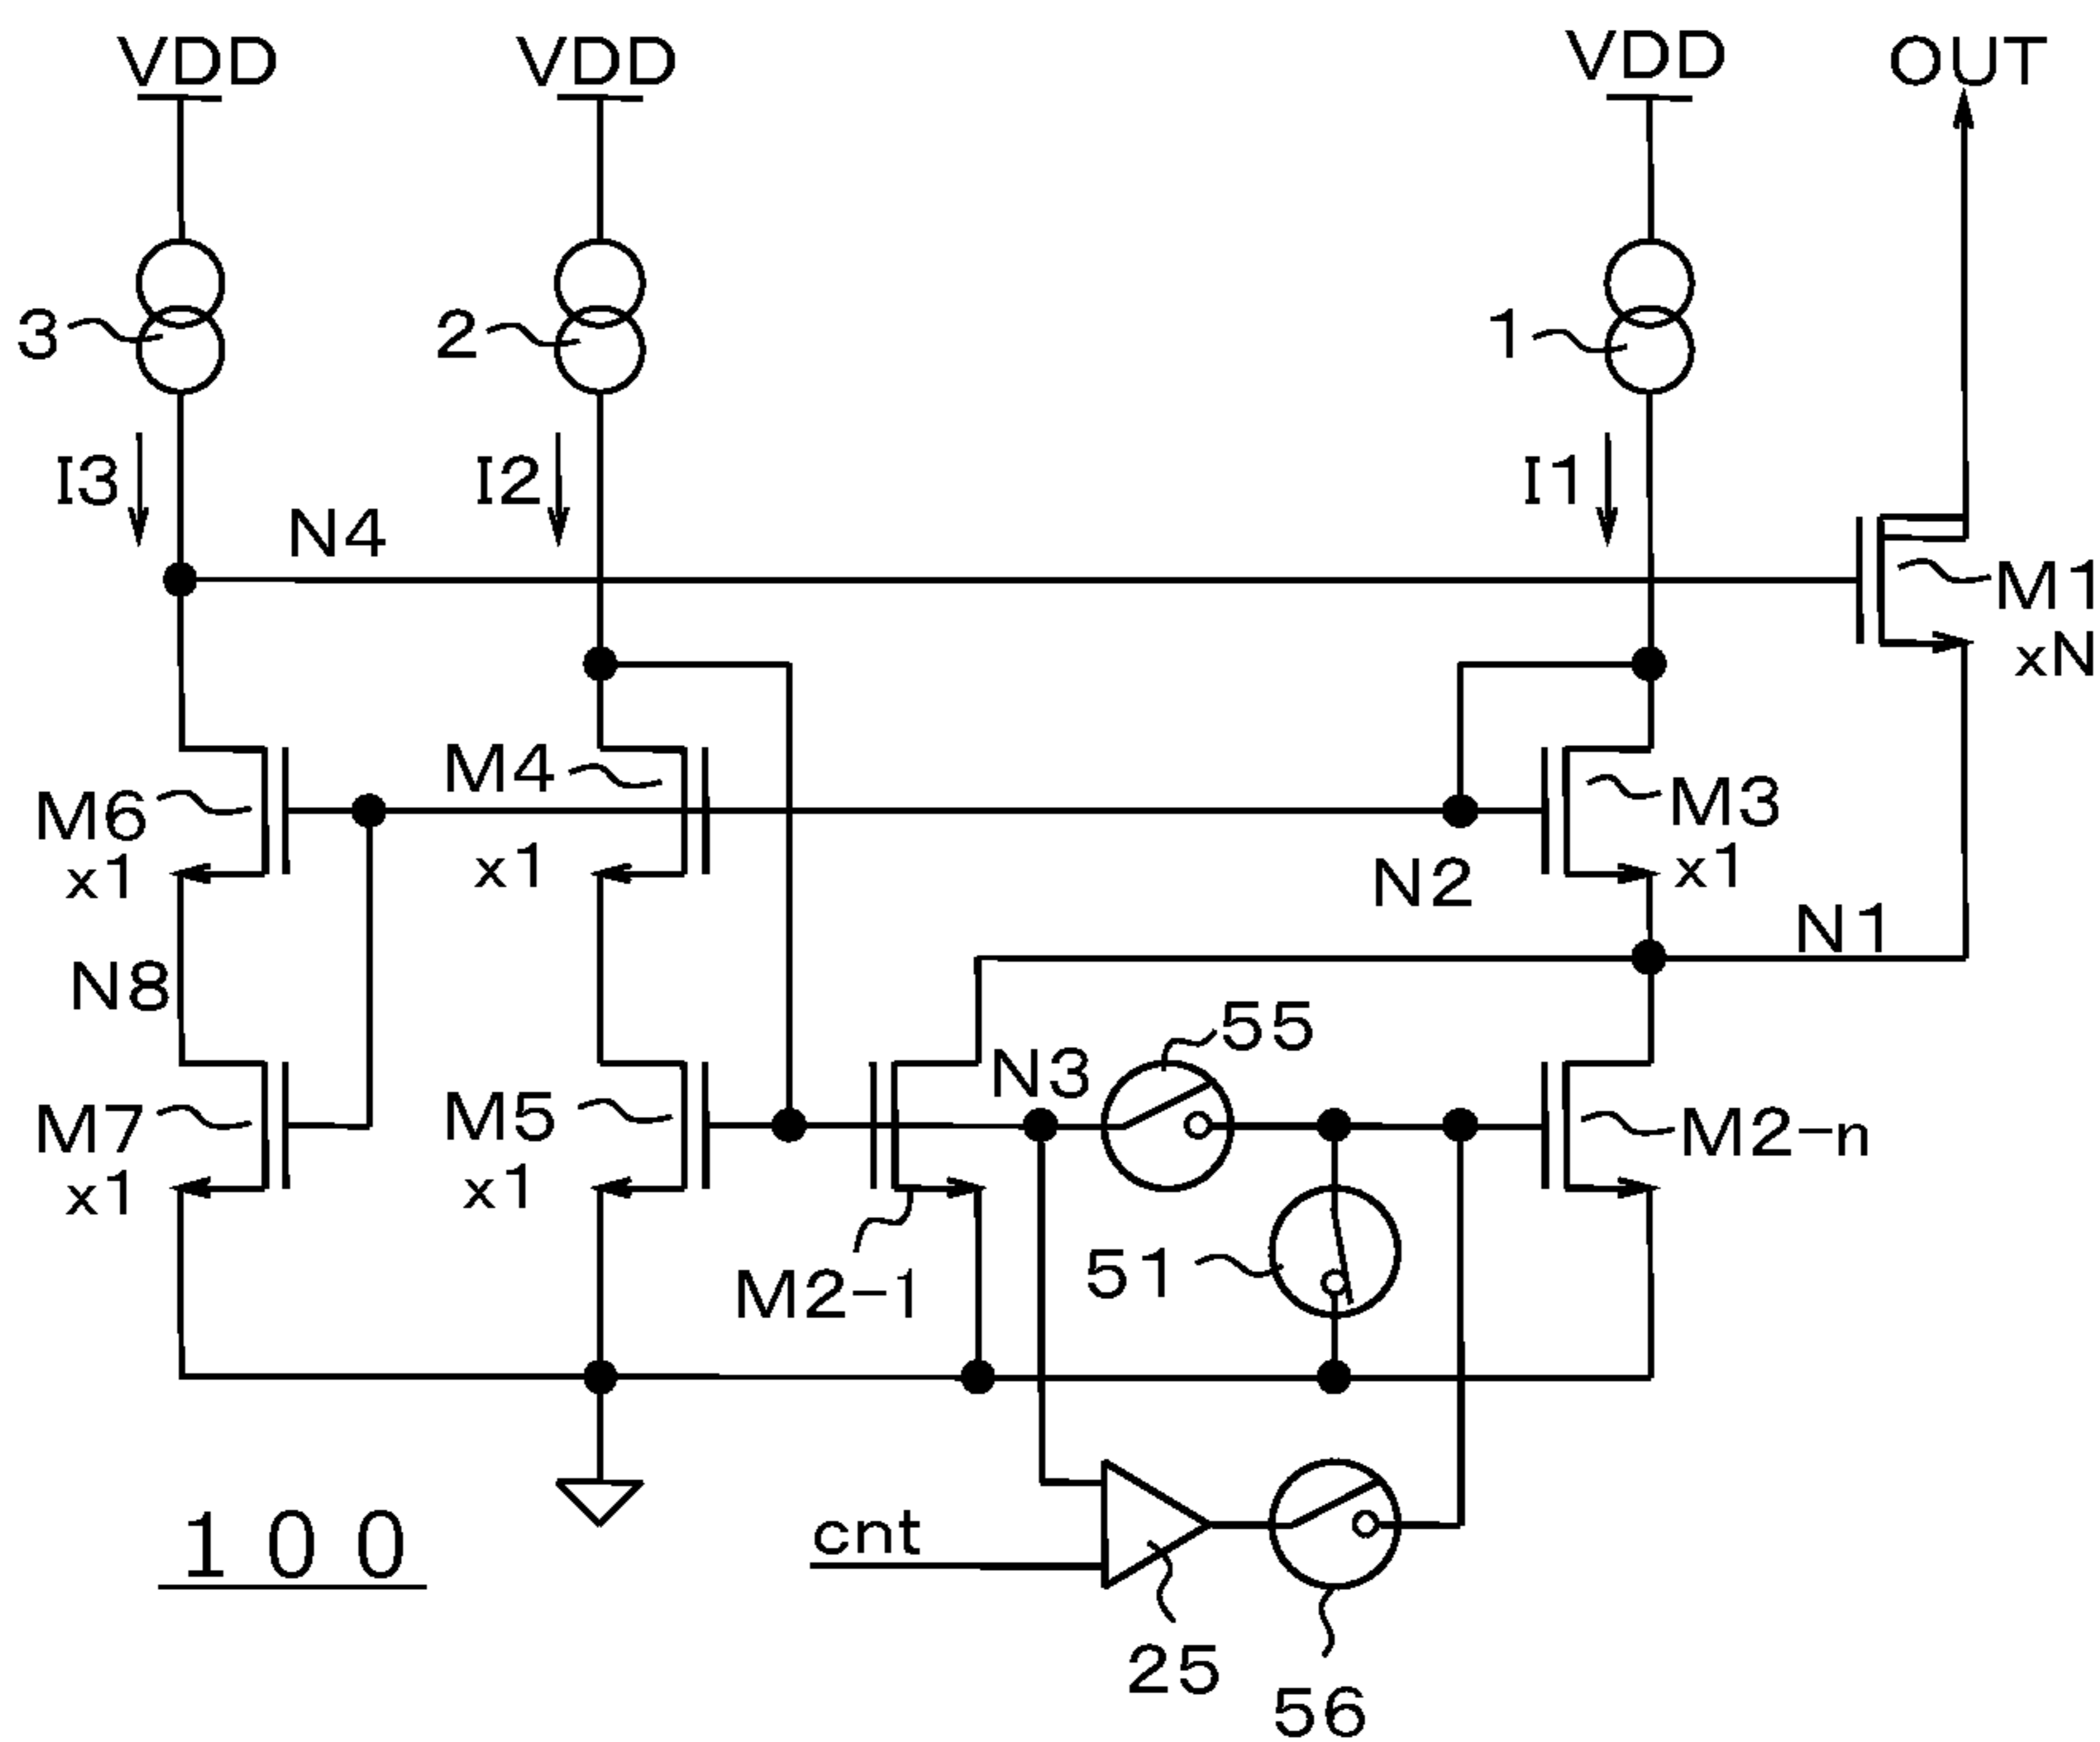 VDD VDD VDD OUT
3 2 1
I3 I2 I1
N4
M1
xN
M6 M4 M3
x1 x1 x1
N2
N1
N8
55
N3
M7 M5 M2-n
x1 x1
M2-1 51
cnt
100
25
56